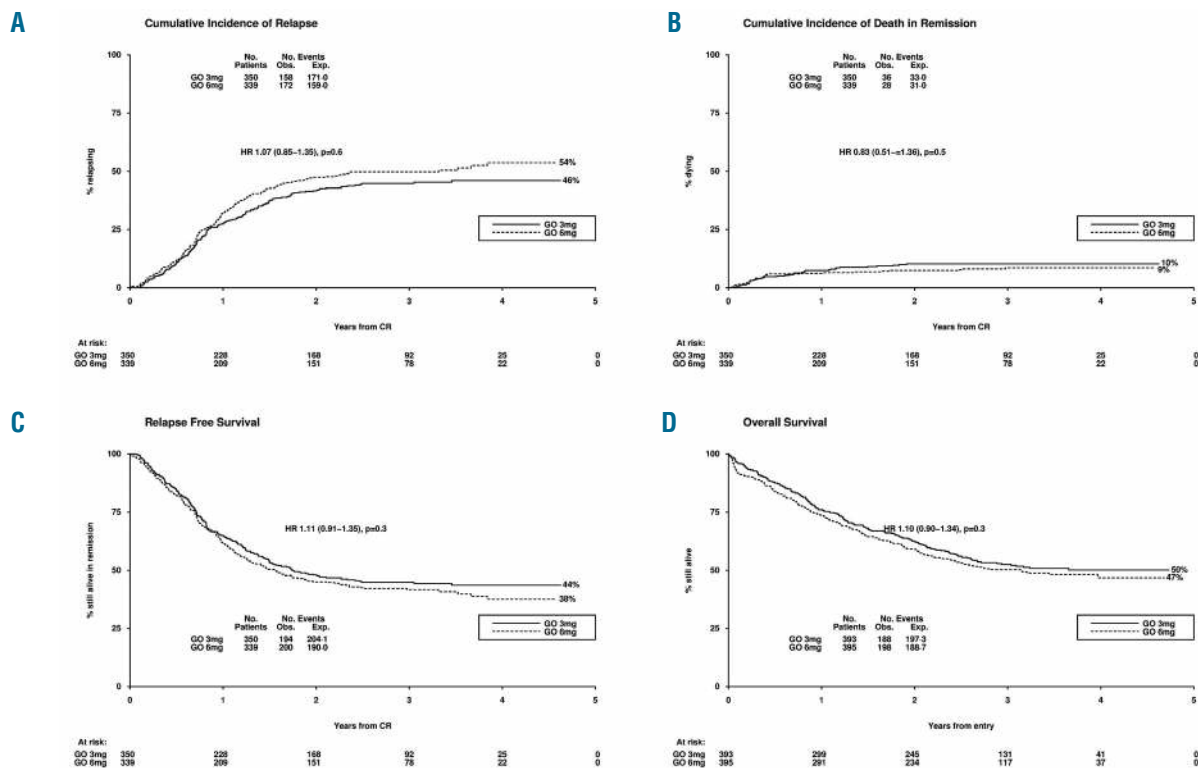 A
Cumulative Incidence of Relapse
100
75
50
25
0
% relapsing
No. No. Events
Patients Obs. Exp.
GO 3mg 350 158 171·0
GO 6mg 339 172 159·0
HR 1.07 (0.85–1.35), p=0.6
54%
46%
GO 3mg
GO 6mg
0 1 2 3 4 5
Years from CR
At risk:
GO 3mg 350 228 168 92 25 0
GO 6mg 339 209 151 78 22 0
B
Cumulative Incidence of Death in Remission
100
75
50
25
0
% dying
No. No. Events
Patients Obs. Exp.
GO 3mg 350 36 33·0
GO 6mg 339 28 31·0
HR 0.83 (0.51–=1.36), p=0.5
10%
9%
GO 3mg
GO 6mg
0 1 2 3 4 5
Years from CR
At risk:
GO 3mg 350 228 168 92 25 0
GO 6mg 339 209 151 78 22 0
C
Relapse Free Survival
100
75
50
25
0
% still alive in remission
HR 1.11 (0.91–1.35), p=0.3
44%
38%
No. No. Events
Patients Obs. Exp.
GO 3mg 350 194 204·1
GO 6mg 339 200 190·0
GO 3mg
GO 6mg
0 1 2 3 4 5
Years from CR
At risk:
GO 3mg 350 228 168 92 25 0
GO 6mg 339 209 151 78 22 0
D
Overall Survival
100
75
50
25
0
% still alive
HR 1.10 (0.90–1.34), p=0.3
50%
47%
No. No. Events
Patients Obs. Exp.
GO 3mg 393 188 197·3
GO 6mg 395 198 188·7
GO 3mg
GO 6mg
0 1 2 3 4 5
Years from entry
At risk:
GO 3mg 393 299 245 131 41 0
GO 6mg 395 291 234 117 37 0